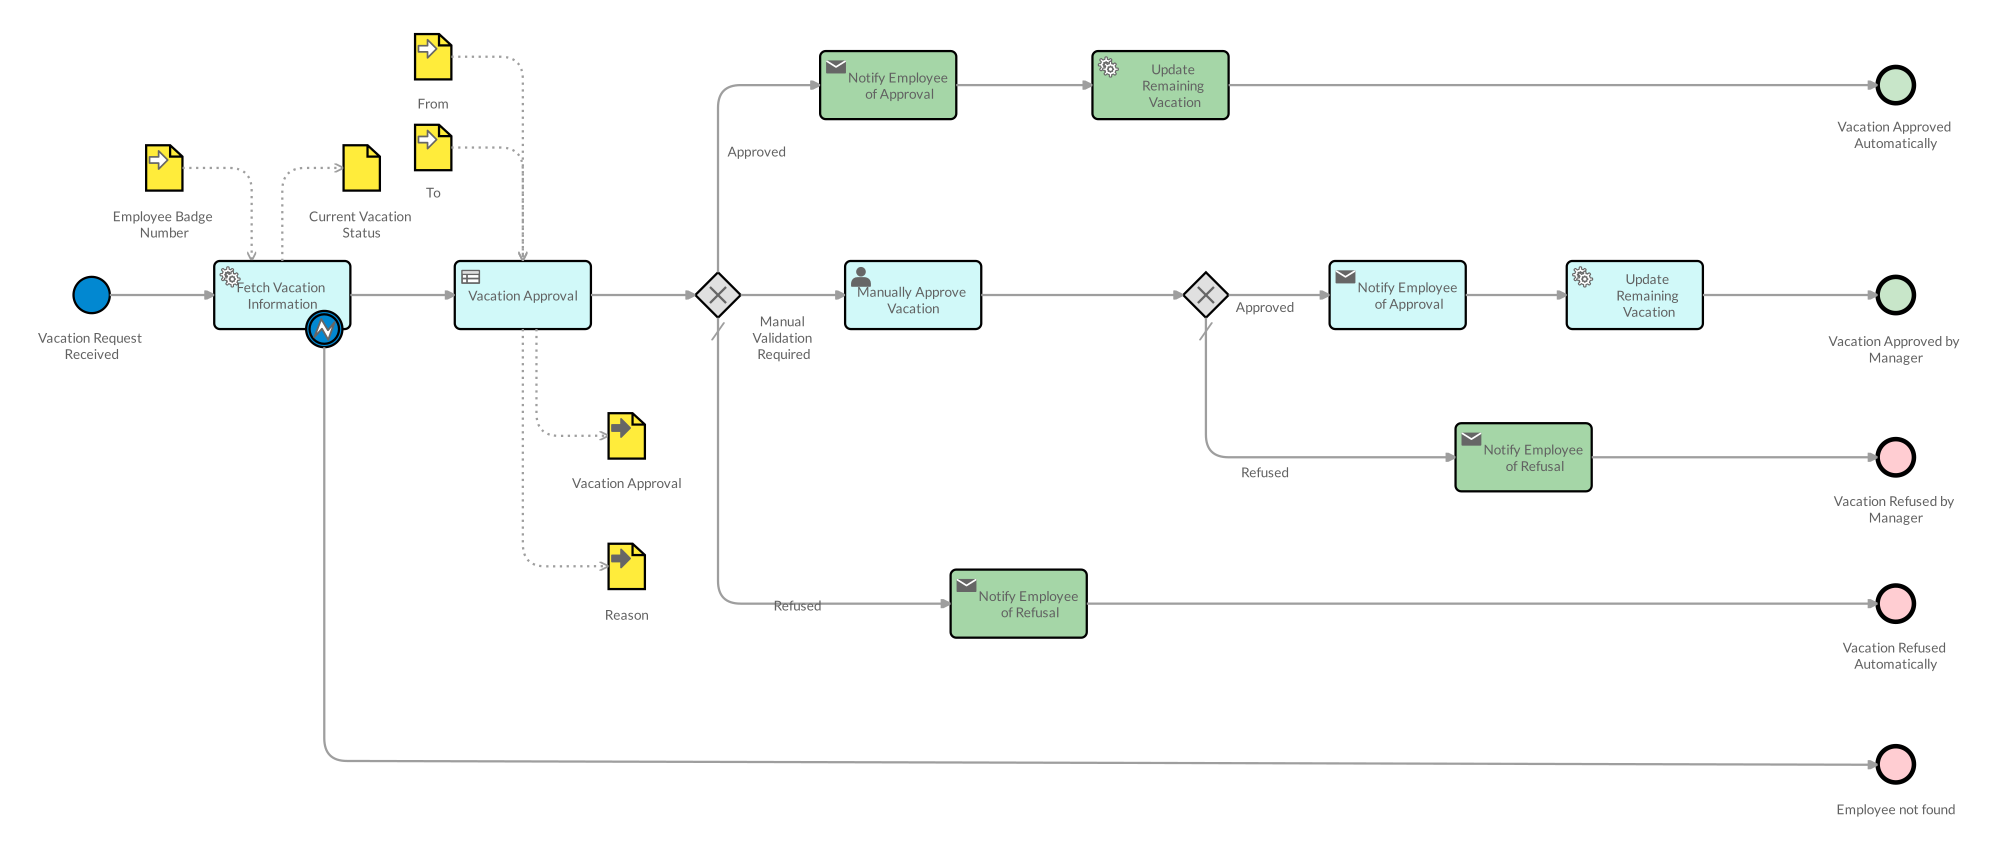 From
To
Employee Badge
Number
Current Vacation
Status
Vacation Request
Received
Fetch Vacation
Information
Vacation Approval
Vacation Approval
Reason
Approved
Manual
Validation
Required
Refused
Notify Employee
of Approval
Update
Remaining
Vacation
Vacation Approved
Automatically
Manually Approve
Vacation
Approved
Notify Employee
of Approval
Update
Remaining
Vacation
Vacation Approved by
Manager
Refused
Notify Employee
of Refusal
Vacation Refused by
Manager
Notify Employee
of Refusal
Vacation Refused
Automatically
Employee not found